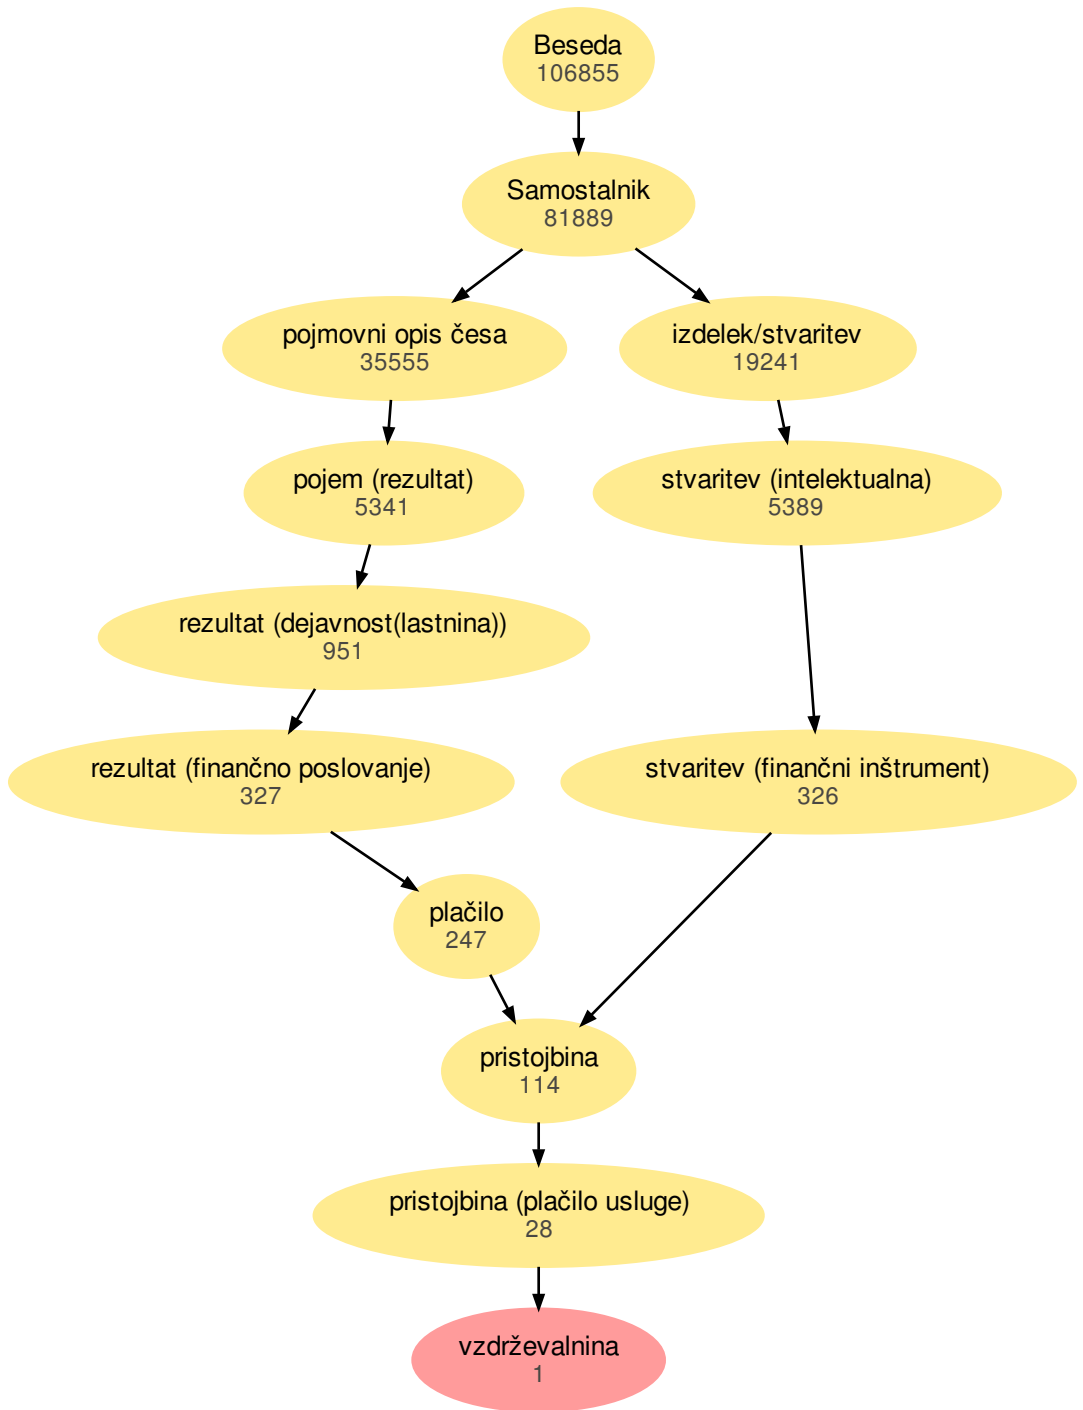 Beseda
106855
Samostalnik
81889
pojmovni opis česa
35555
izdelek/stvaritev
19241
pojem (rezultat)
5341
stvaritev (intelektualna)
5389
rezultat (dejavnost(lastnina))
951
rezultat (finančno poslovanje)
327
stvaritev (finančni inštrument)
326
plačilo
247
pristojbina
114
pristojbina (plačilo usluge)
28
vzdrževalnina
1